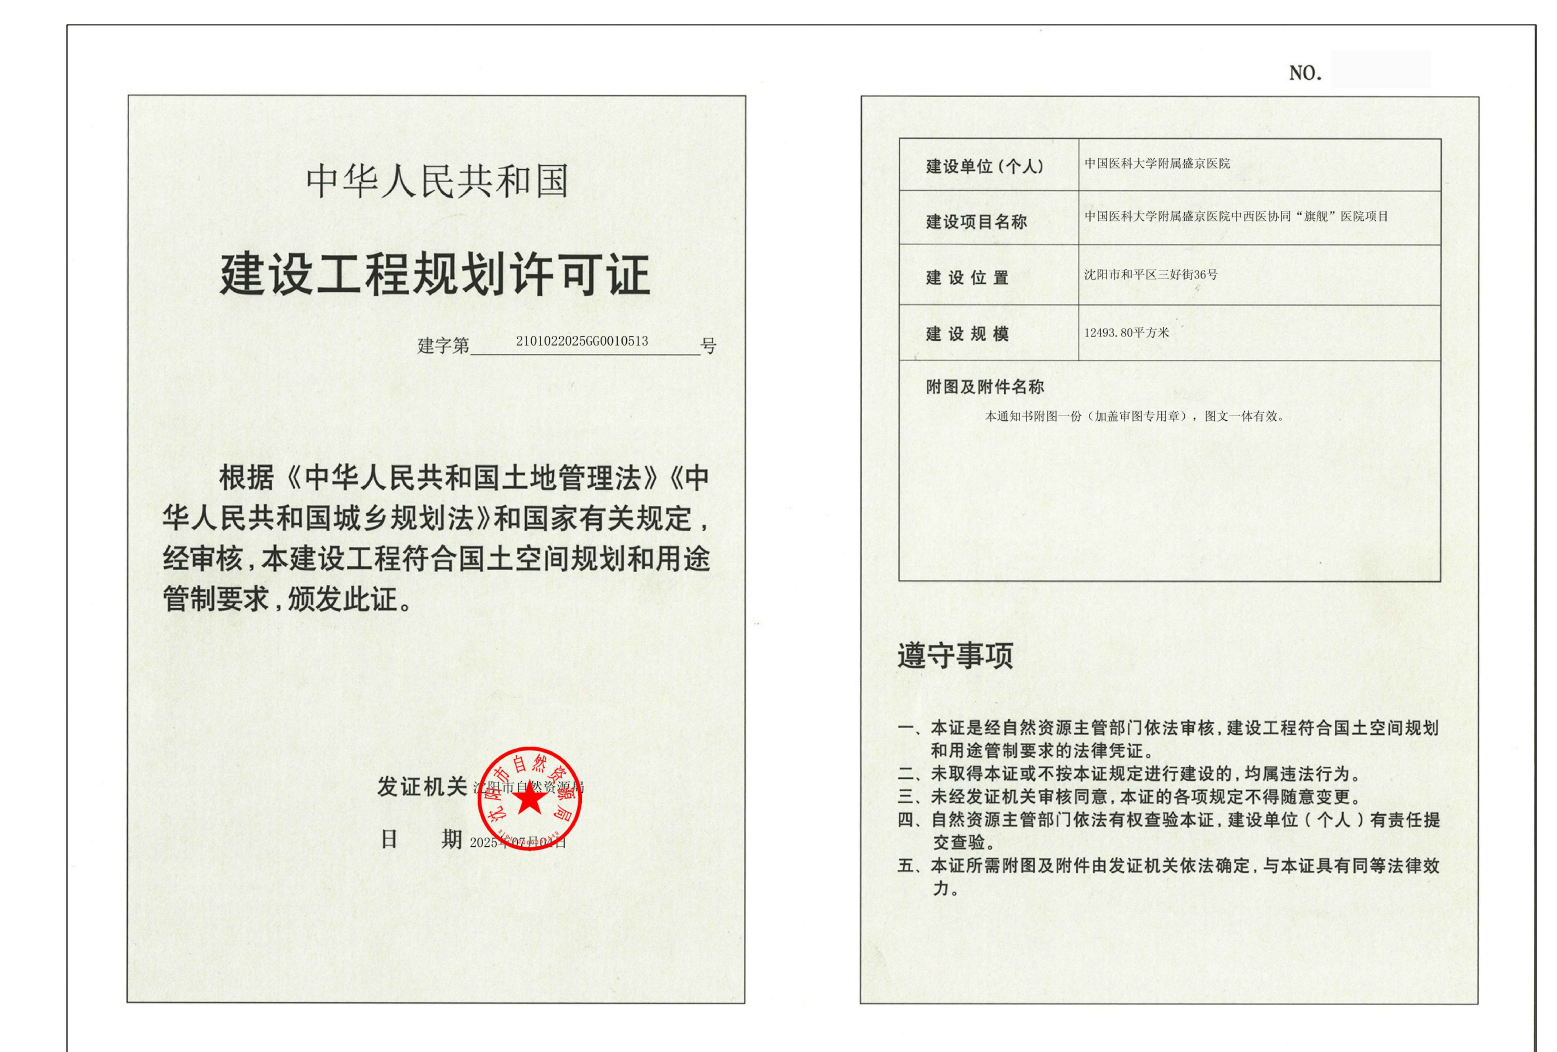 中华人民共和国
建设工程规划许可证
建字第 2101022025GG0010513 号
根据《中华人民共和国土地管理法》《中
华人民共和国城乡规划法》和国家有关规定，
经审核，本建设工程符合国土空间规划和用途
管制要求，颁发此证。
发证机关 沈阳市自然资源局
日 期 2025年07月02日
沈阳市自然资源局
NO.
建设单位(个人) 中国医科大学附属盛京医院
建设项目名称 中国医科大学附属盛京医院中西医协同“旗舰”医院项目
建设位置 沈阳市和平区三好街36号
建设规模 12493.80平方米
附图及附件名称
本通知书附图一份（加盖审图专用章），图文一体有效。
遵守事项
一、本证是经自然资源主管部门依法审核，建设工程符合国土空间规划
和用途管制要求的法律凭证。
二、未取得本证或不按本证规定进行建设的，均属违法行为。
三、未经发证机关审核同意，本证的各项规定不得随意变更。
四、自然资源主管部门依法有权查验本证，建设单位（个人）有责任提
交查验。
五、本证所需附图及附件由发证机关依法确定，与本证具有同等法律效
力。